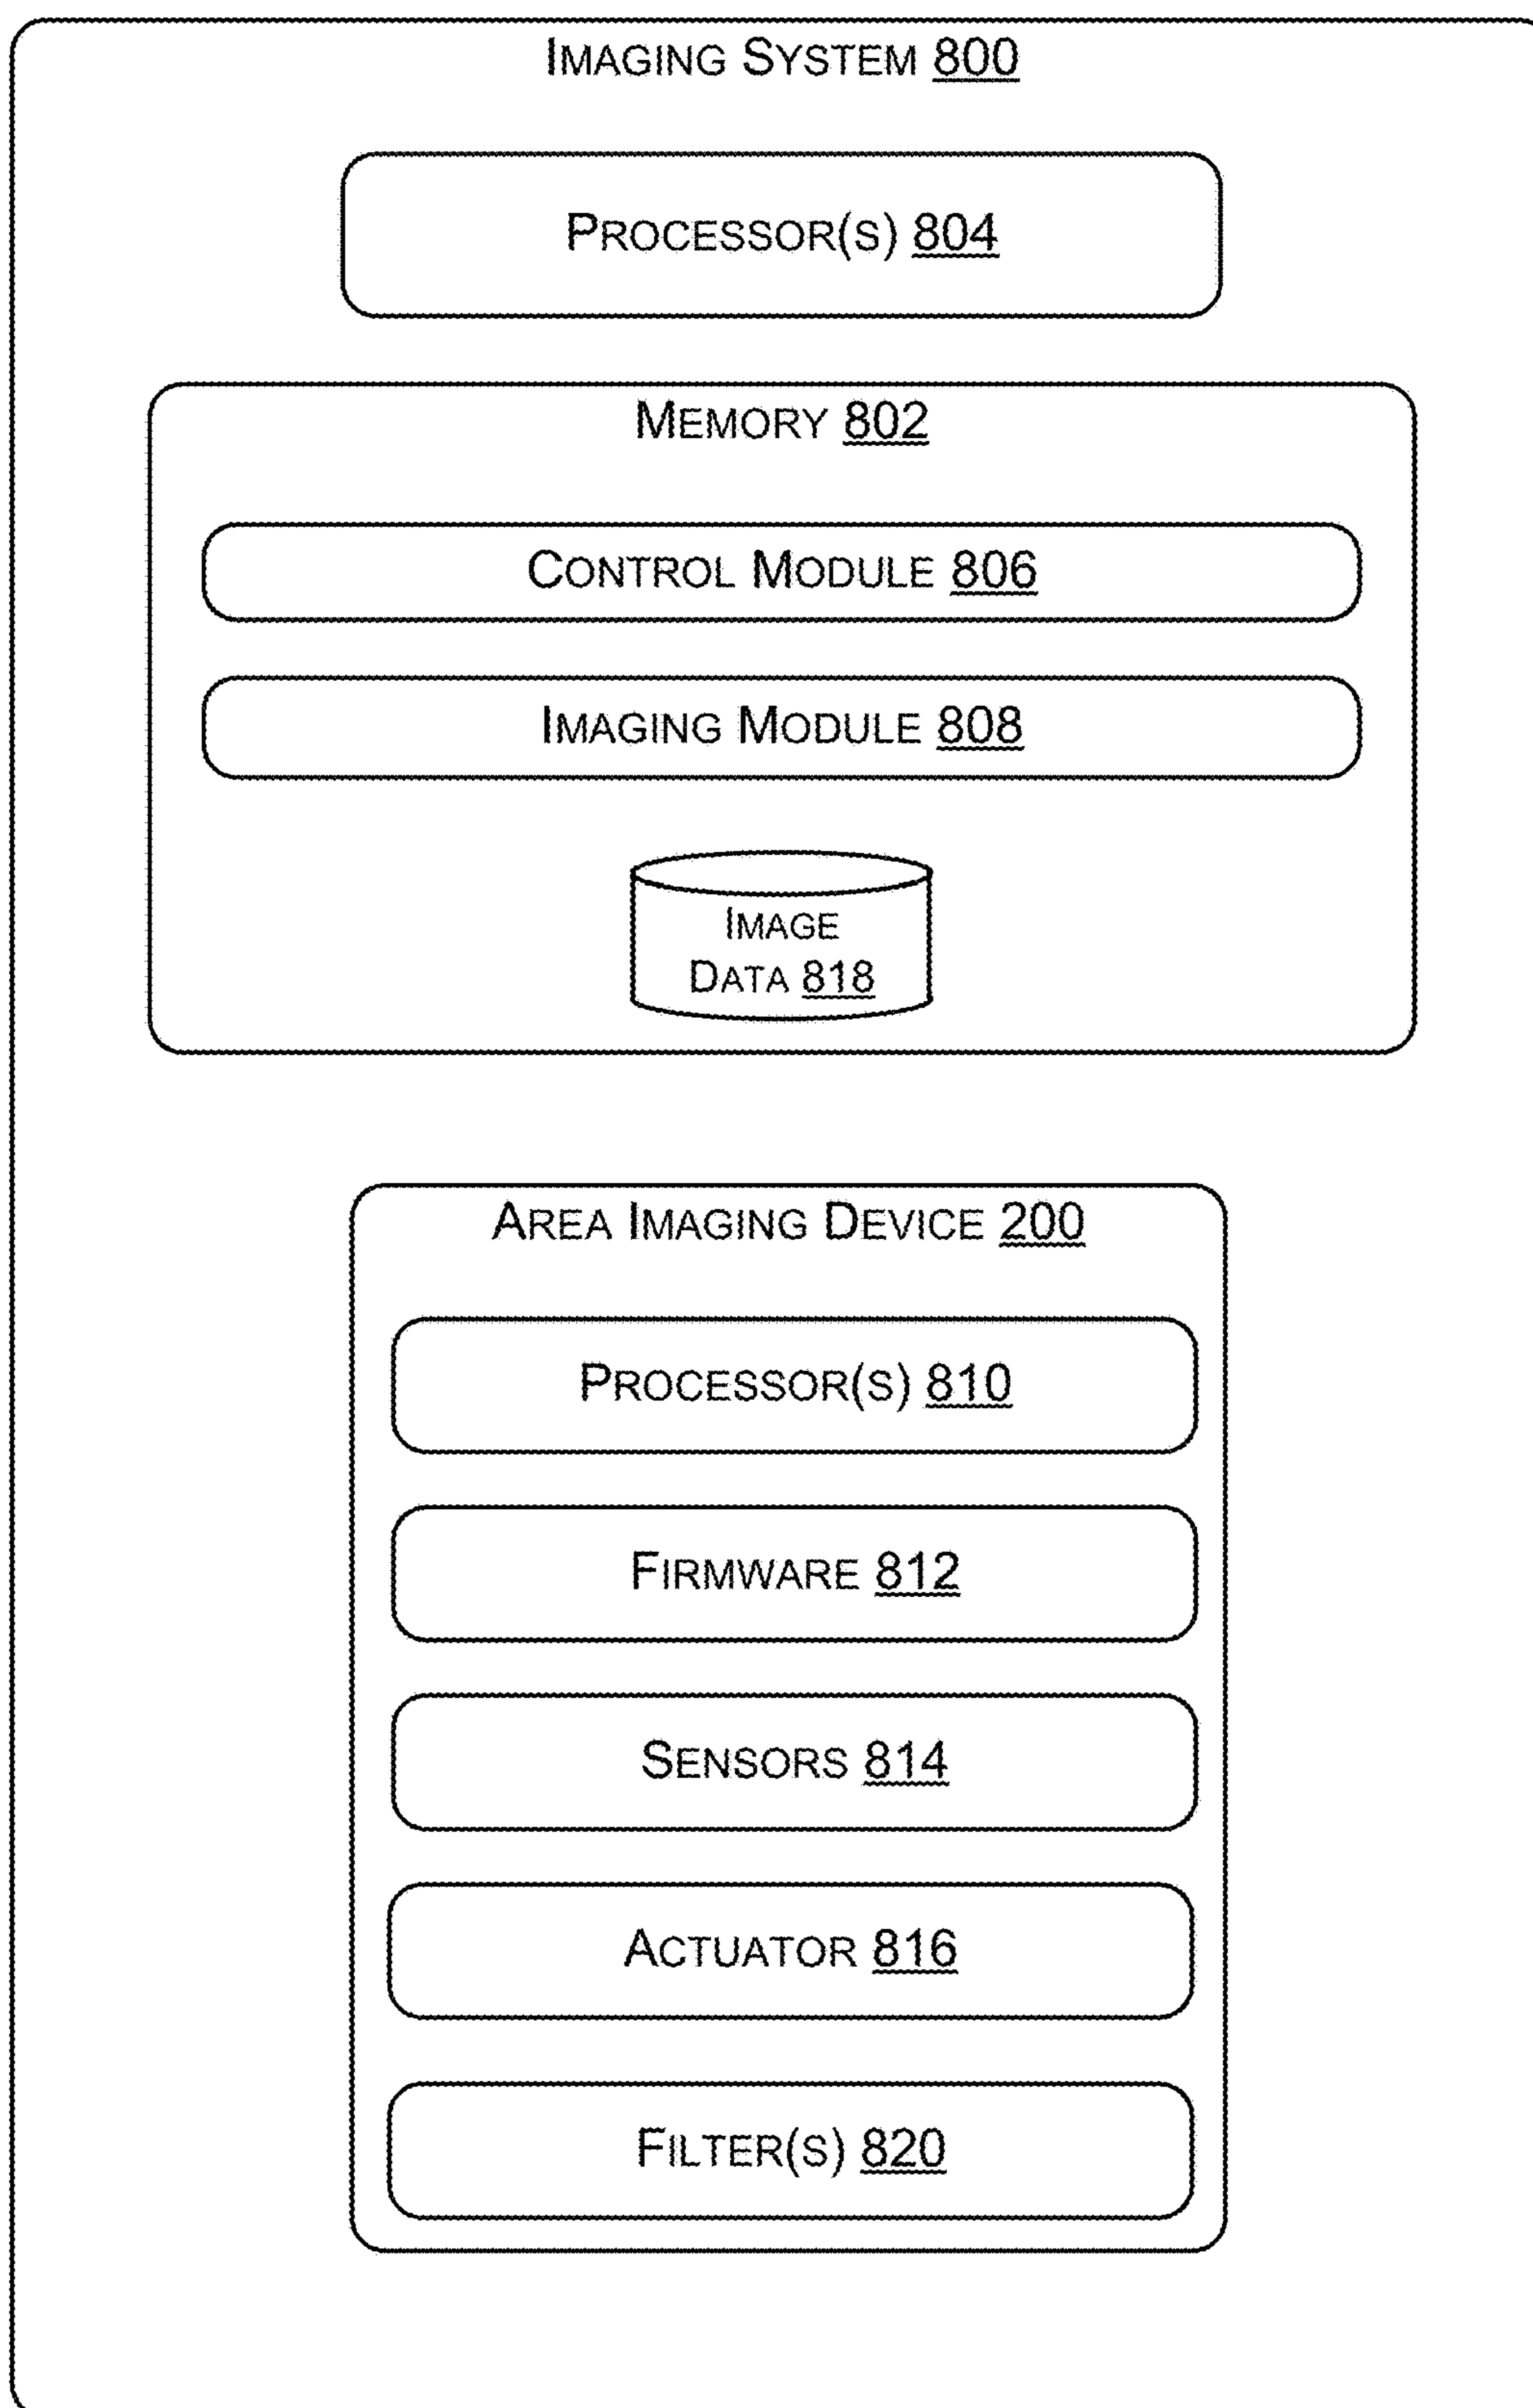 IMAGING SYSTEM 800
PROCESSOR(S) 804
MEMORY 802
CONTROL MODULE 806
IMAGING MODULE 808
IMAGE
DATA 818
AREA IMAGING DEVICE 200
PROCESSOR(S) 810
FIRMWARE 812
SENSORS 814
ACTUATOR 816
FILTER(S) 820